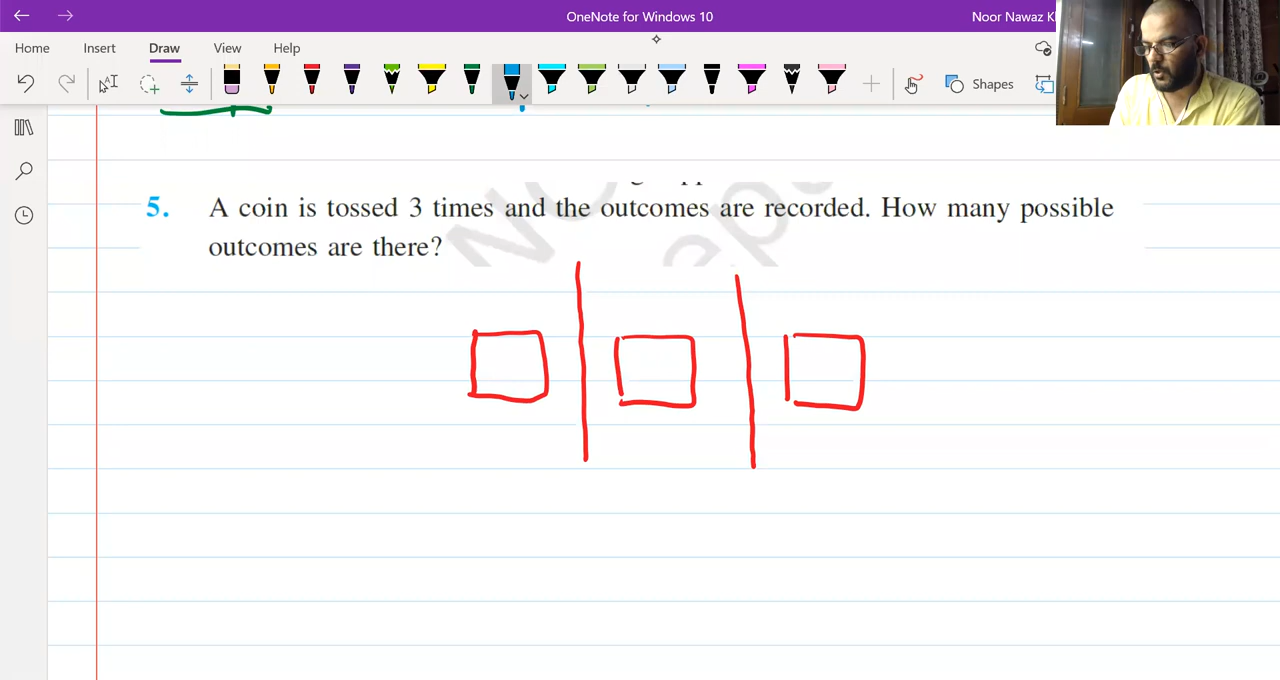 OneNote for Windows 10
Noor Nawaz
Home Insert Draw View Help
Shapes
5. A coin is tossed 3 times and the outcomes are recorded. How many possible
outcomes are there?